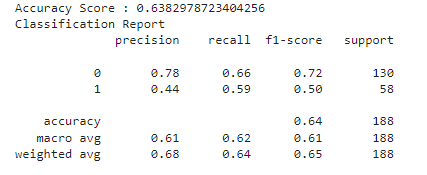 Accuracy Score : 0.6382978723404256
Classification Report
precision recall f1-score support
0 0.78 0.66 0.72 130
1 0.44 0.59 0.50 58
accuracy 0.64 188
macro avg 0.61 0.62 0.61 188
weighted avg 0.68 0.64 0.65 188